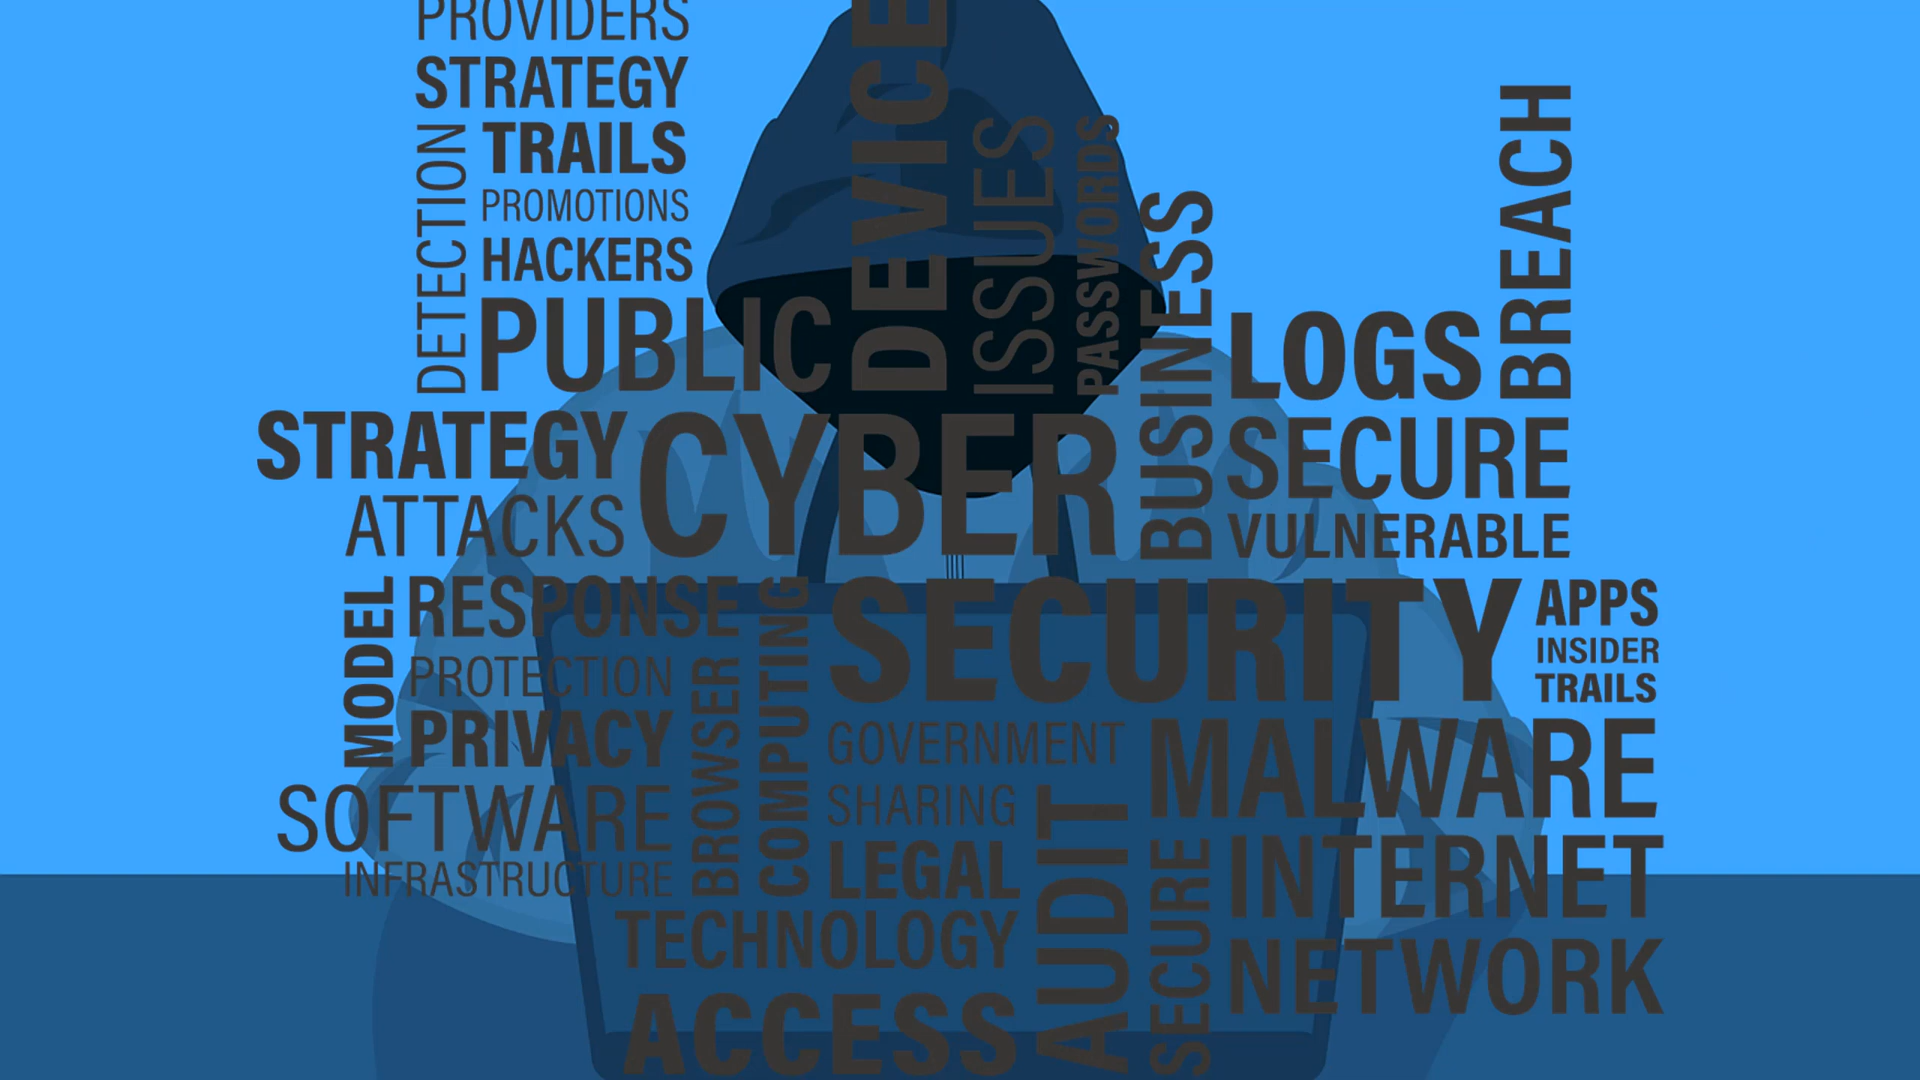 PROVIDERS
STRATEGY
TRAILS
DETECTION
PROMOTIONS
HACKERS
PUBLIC
DEVICE
ISSUES
PASSWORDS
BUSINESS
LOGS
BREACH
STRATEGY
CYBER
SECURE
ATTACKS
VULNERABLE
MODEL
RESPONSE
COMPUTING
SECURITY
APPS
INSIDER
TRAILS
PROTECTION
BROWSER
PRIVACY
GOVERNMENT
MALWARE
SOFTWARE
SHARING
AUDIT
INFRASTRUCTURE
LEGAL
SECURE
INTERNET
TECHNOLOGY
NETWORK
ACCESS